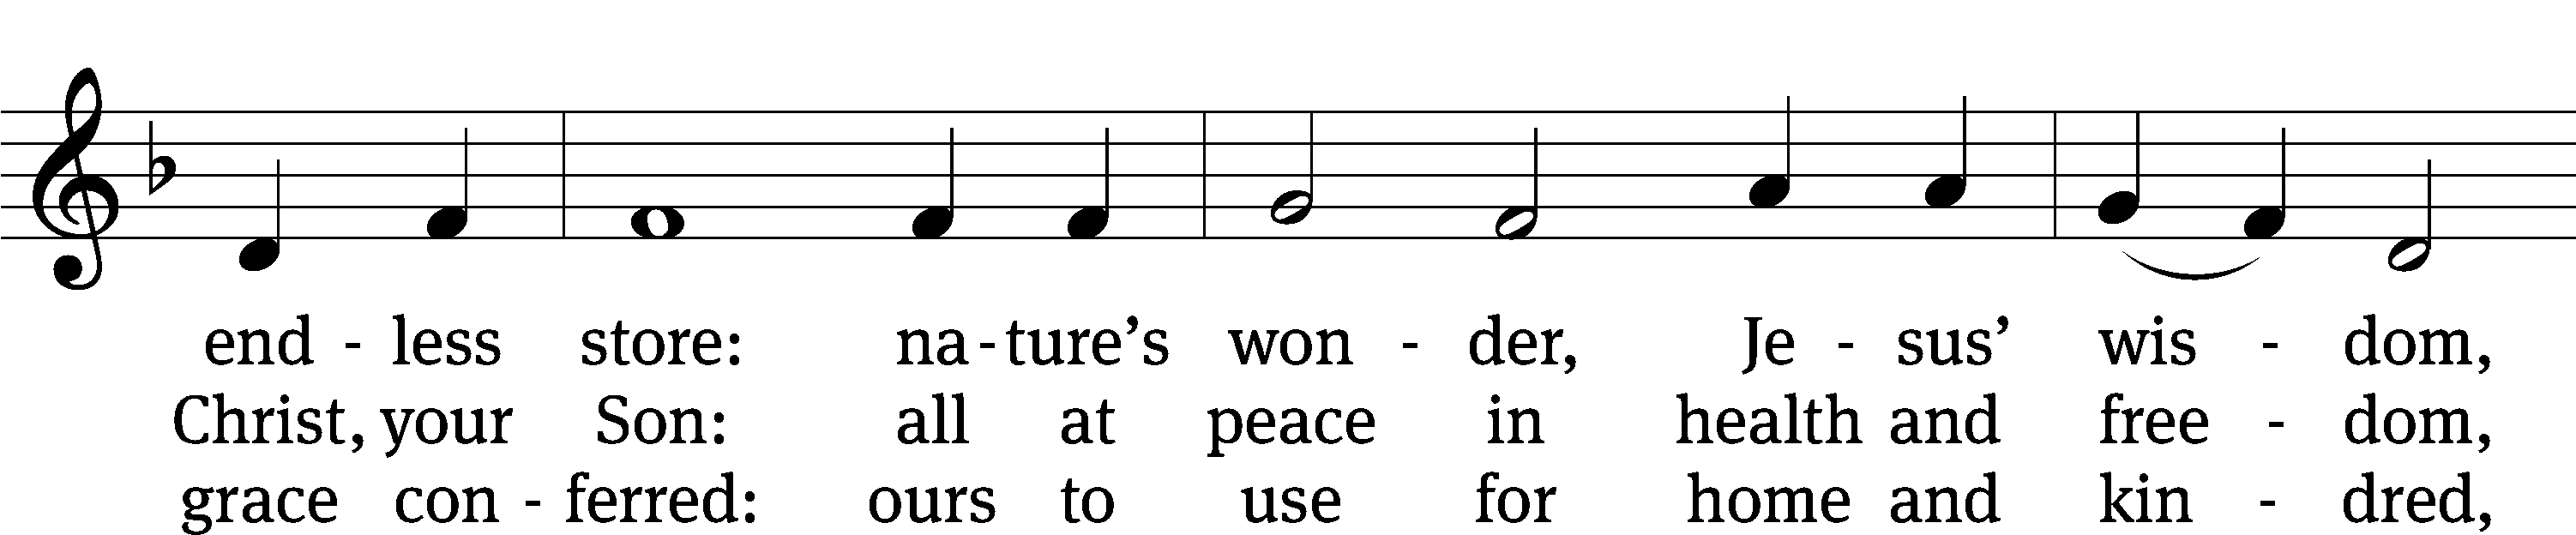 end - less store: na - ture’s won - der, Je - sus’ wis - dom,
Christ, your Son: all at peace in health and free - dom,
grace con - ferred: ours to use for home and kin - dred,